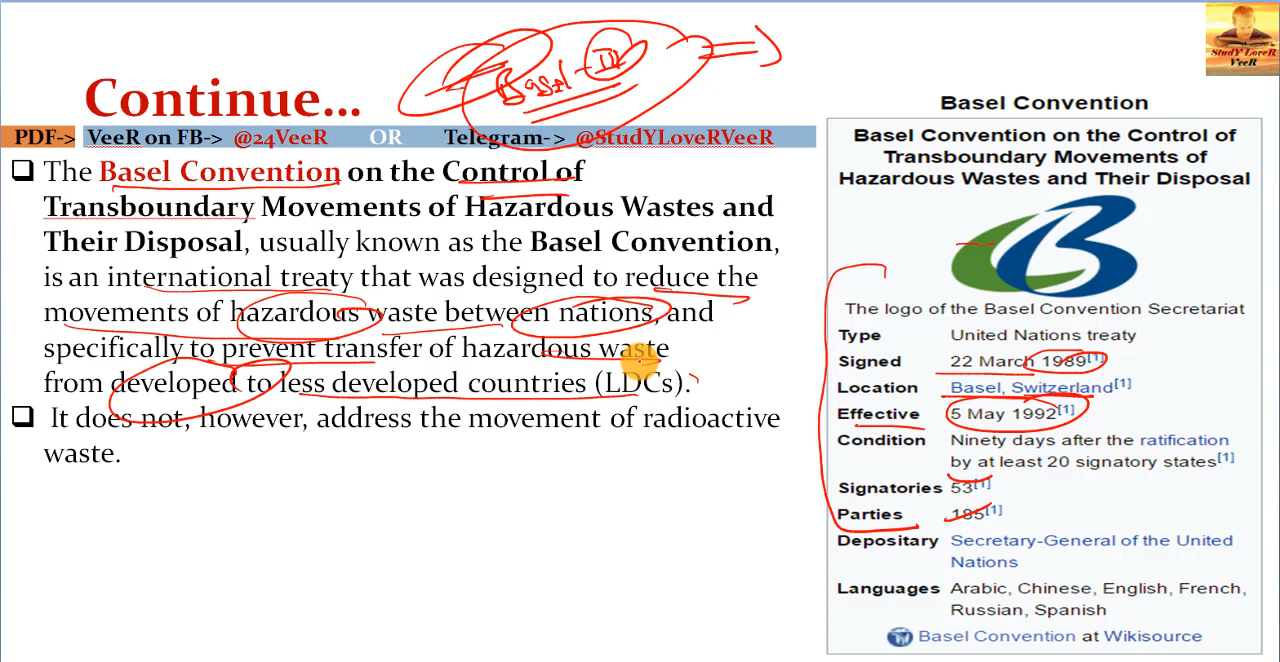 Basel - III
StudY LoveR
VeeR
Continue...
PDF-> VeeR on FB-> @24VeeR OR Telegram-> @StudYLoveRVeeR
❑ The Basel Convention on the Control of
Transboundary Movements of Hazardous Wastes and
Their Disposal, usually known as the Basel Convention,
is an international treaty that was designed to reduce the
movements of hazardous waste between nations, and
specifically to prevent transfer of hazardous waste
from developed to less developed countries (LDCs).
❑ It does not, however, address the movement of radioactive
waste.
Basel Convention
Basel Convention on the Control of
Transboundary Movements of
Hazardous Wastes and Their Disposal
The logo of the Basel Convention Secretariat
Type United Nations treaty
Signed 22 March 1989[1]
Location Basel, Switzerland[1]
Effective 5 May 1992[1]
Condition Ninety days after the ratification
by at least 20 signatory states[1]
Signatories 53[1]
Parties 185[1]
Depositary Secretary-General of the United
Nations
Languages Arabic, Chinese, English, French,
Russian, Spanish
Basel Convention at Wikisource